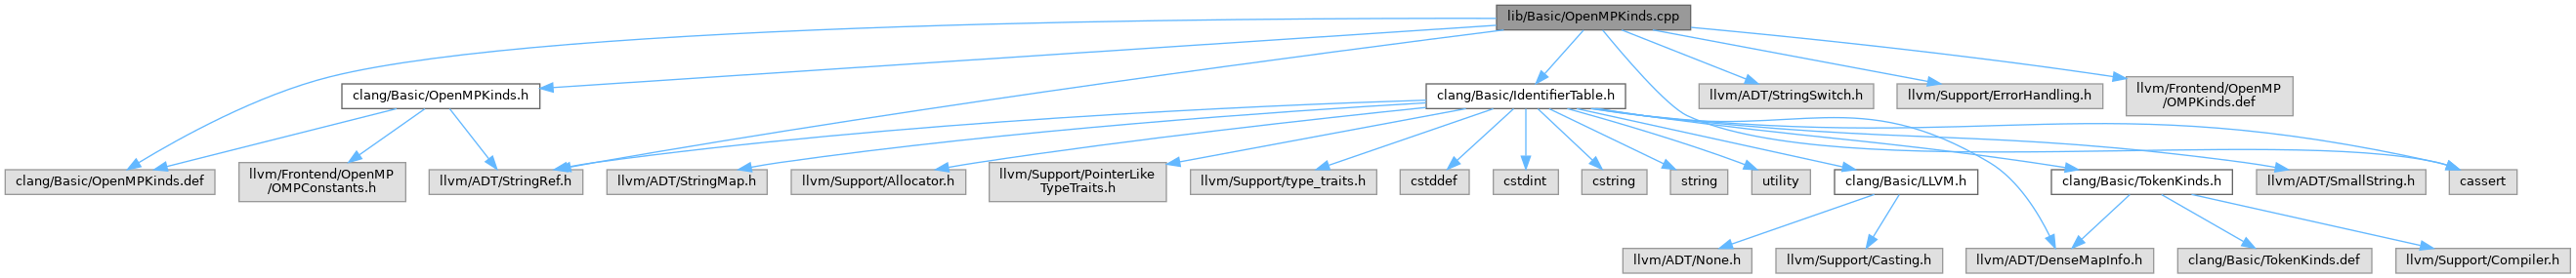 lib/Basic/OpenMPKinds.cpp
clang/Basic/OpenMPKinds.h
clang/Basic/IdentifierTable.h
llvm/ADT/StringSwitch.h
llvm/Support/ErrorHandling.h
llvm/Frontend/OpenMP
/OMPKinds.def
clang/Basic/OpenMPKinds.def
llvm/Frontend/OpenMP
/OMPConstants.h
llvm/ADT/StringRef.h
llvm/ADT/StringMap.h
llvm/Support/Allocator.h
llvm/Support/PointerLike
TypeTraits.h
llvm/Support/type_traits.h
cstddef
cstdint
cstring
string
utility
clang/Basic/LLVM.h
clang/Basic/TokenKinds.h
llvm/ADT/SmallString.h
cassert
llvm/ADT/None.h
llvm/Support/Casting.h
llvm/ADT/DenseMapInfo.h
clang/Basic/TokenKinds.def
llvm/Support/Compiler.h